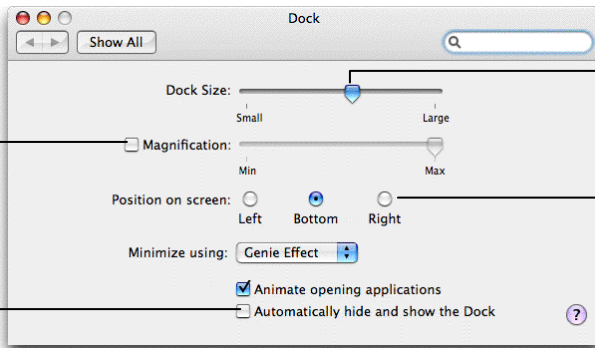 Dock
Show All
Dock Size:
Small Large
Magnification:
Min Max
Position on screen:
Left Bottom Right
Minimize using: Genie Effect
Animate opening applications
Automatically hide and show the Dock ?